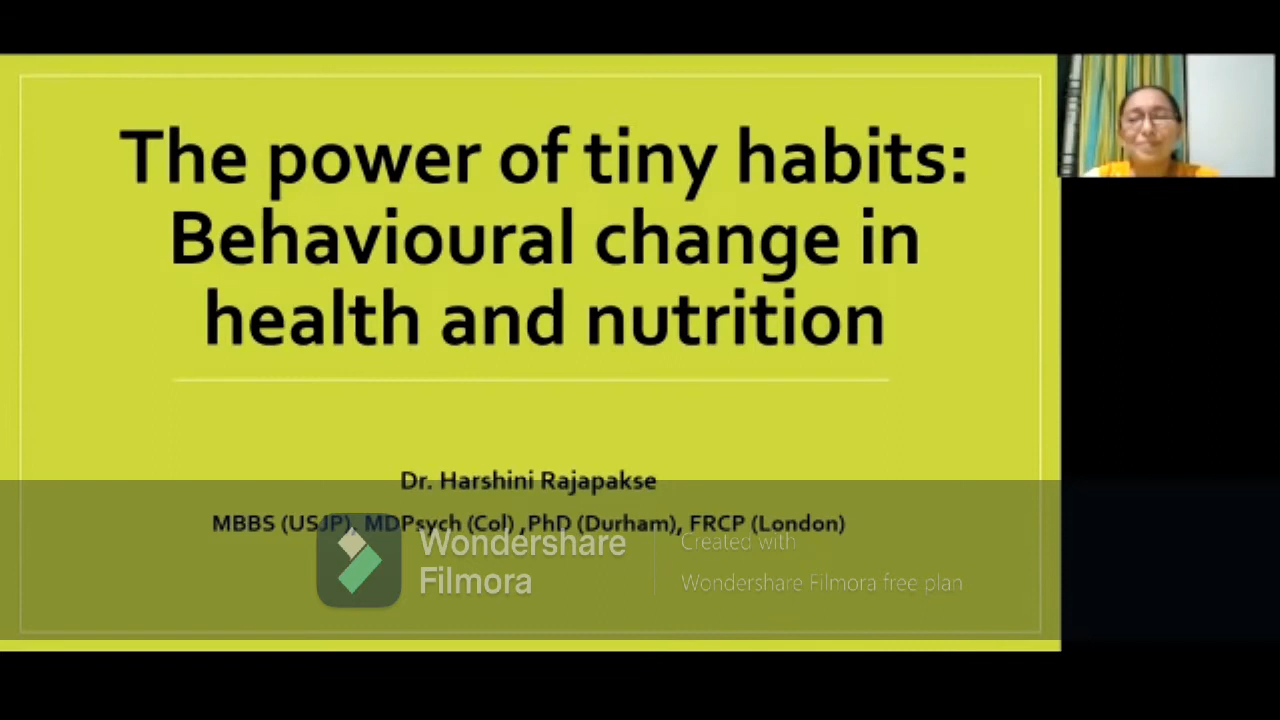 The power of tiny habits:
Behavioural change in
health and nutrition
Dr. Harshini Rajapakse
MBBS (USJP), MDPsych (Col) ,PhD (Durham), FRCP (London)
Wondershare
Filmora
Created with
Wondershare Filmora free plan